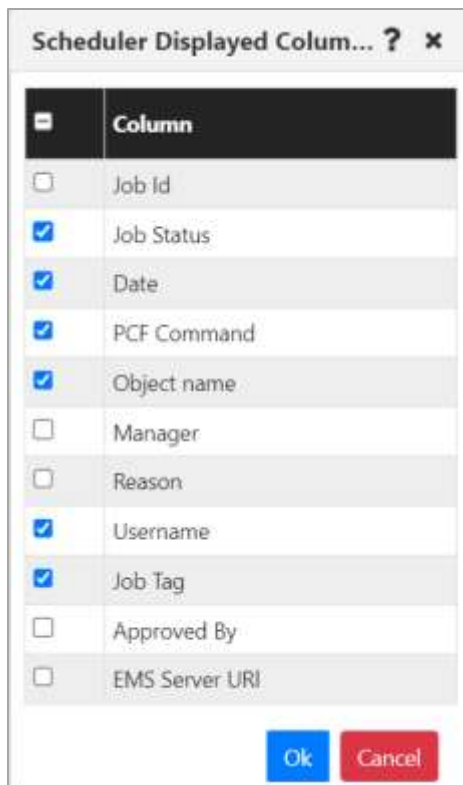 Scheduler Displayed Colum... ? ×
Column
Job Id
Job Status
Date
PCF Command
Object name
Manager
Reason
Username
Job Tag
Approved By
EMS Server URI
Ok Cancel